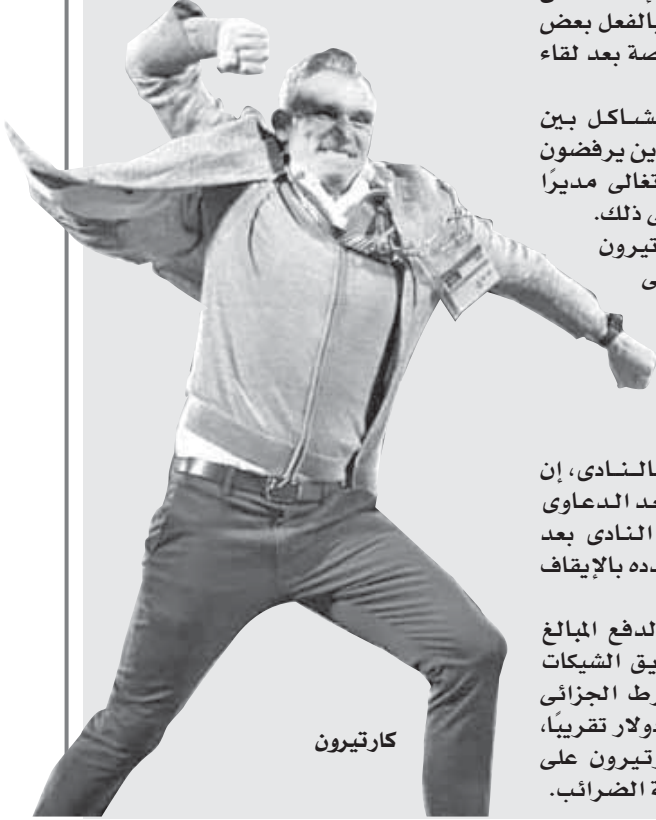 بالفعل بعض
صة بعد لقاء
شاكل بين
ين يرفضون
تغالى مديرًا
ى ذلك.
تيرون
ى
بالنادى، إن
عد الدعاوى
النادى بعد
دده بالإيقاف
لدفع المبالغ
يق الشيكات
رط الجزائى
دولار تقريبًا،
رتيرون على
ة الضرائب.
كارتيرون